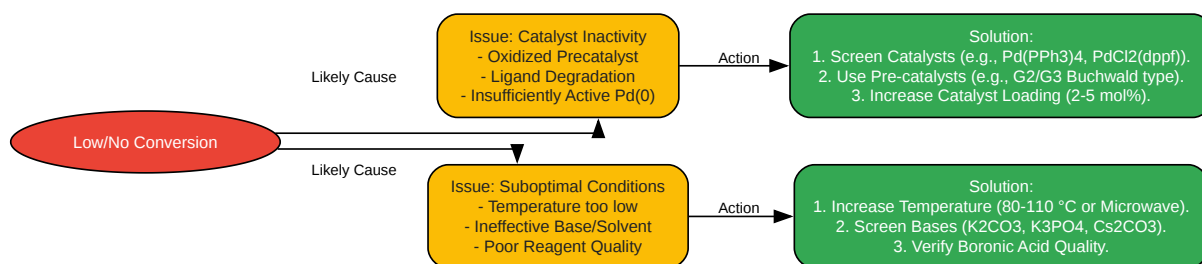 Low/No Conversion
Likely Cause
Likely Cause
Issue: Catalyst Inactivity
- Oxidized Precatalyst
- Ligand Degradation
- Insufficiently Active Pd(0)
Action
Solution:
1. Screen Catalysts (e.g., Pd(PPh3)4, PdCl2(dppf)).
2. Use Pre-catalysts (e.g., G2/G3 Buchwald type).
3. Increase Catalyst Loading (2-5 mol%).
Issue: Suboptimal Conditions
- Temperature too low
- Ineffective Base/Solvent
- Poor Reagent Quality
Action
Solution:
1. Increase Temperature (80-110 °C or Microwave).
2. Screen Bases (K2CO3, K3PO4, Cs2CO3).
3. Verify Boronic Acid Quality.